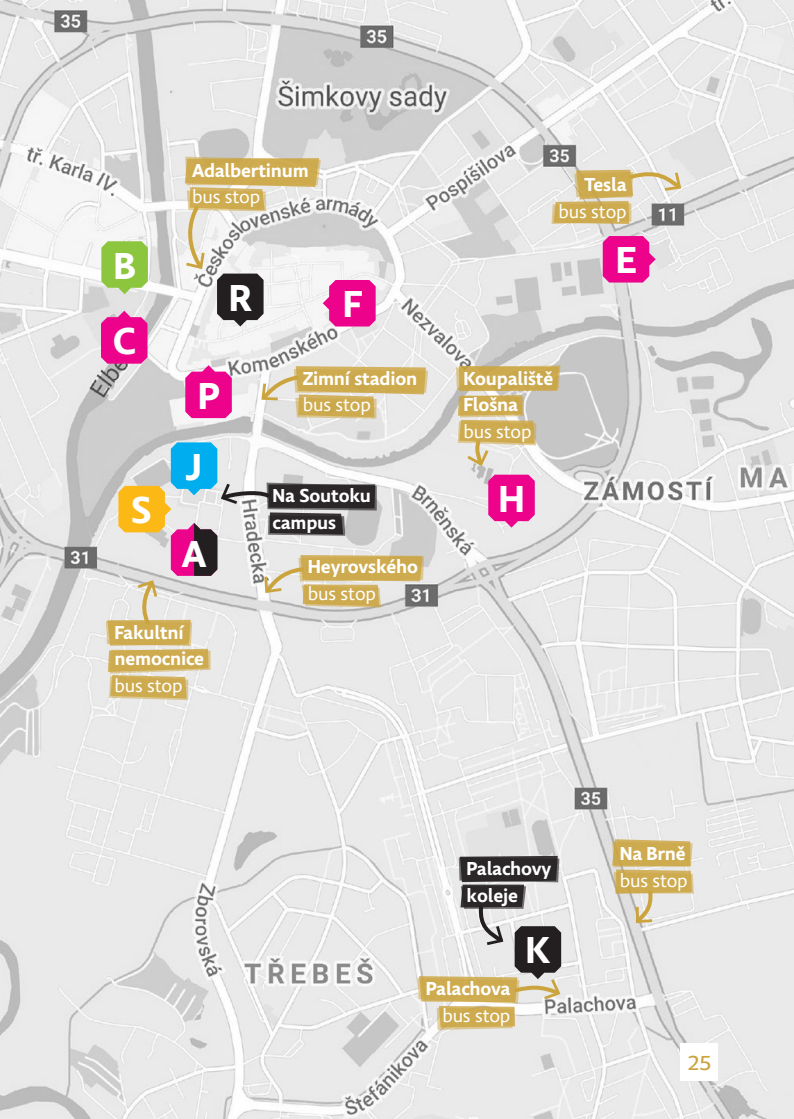 35
35
tř.
Šimkovy sady
tř. Karla IV.
Adalbertinum
bus stop
Československé armády
Pospíšilova
35
Tesla
bus stop
11
B
R
F
E
C
Elbe
Komenského
Nezvalova
P
Zimní stadion
bus stop
Koupaliště
Flošna
bus stop
J
S
A
Na Soutoku
campus
Hradecká
Brněnská
H
ZÁMOSTÍ
MA
31
Heyrovského
bus stop
31
Fakultní
nemocnice
bus stop
35
Na Brně
bus stop
Palachovy
koleje
K
Zborovská
TŘEBEŠ
Palachova
bus stop
Palachova
Štefánikova
25